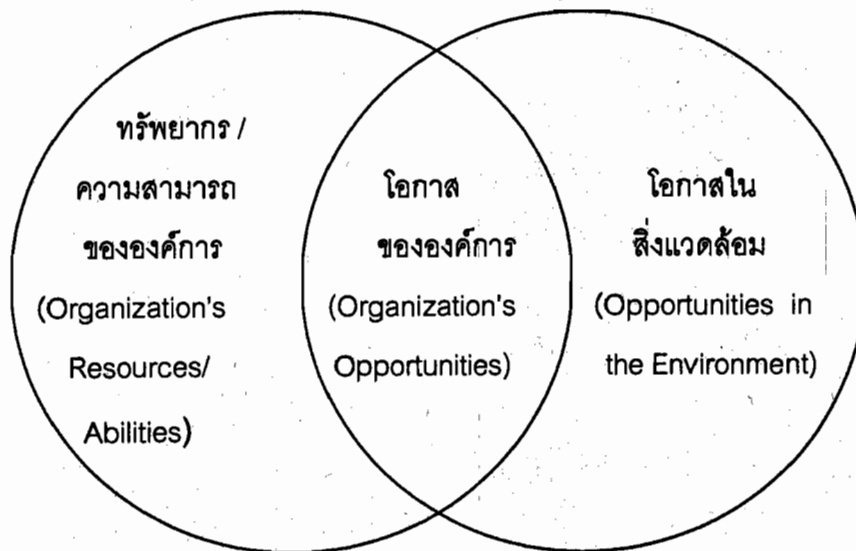 ทรัพยากร /
ความสามารถ
ขององค์การ
(Organization's
Resources/
Abilities)
โอกาส
ขององค์การ
(Organization's
Opportunities)
โอกาสใน
สิ่งแวดล้อม
(Opportunities in
the Environment)